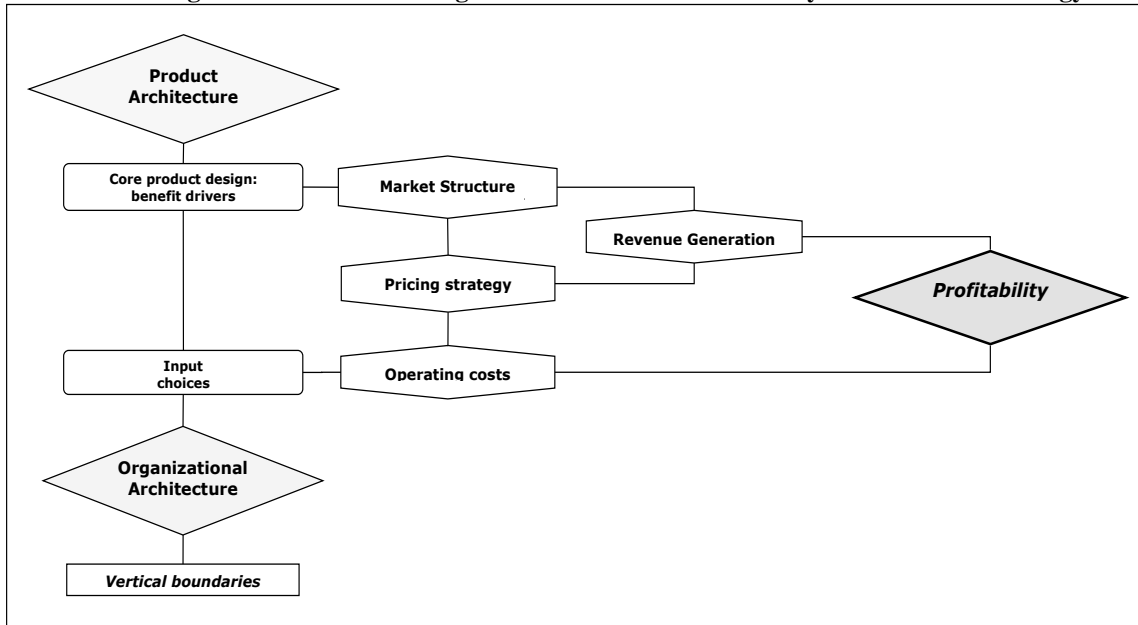 Product
Architecture
Core product design:
benefit drivers
Market Structure
Revenue Generation
Pricing strategy
Profitability
Input
choices
Operating costs
Organizational
Architecture
Vertical boundaries